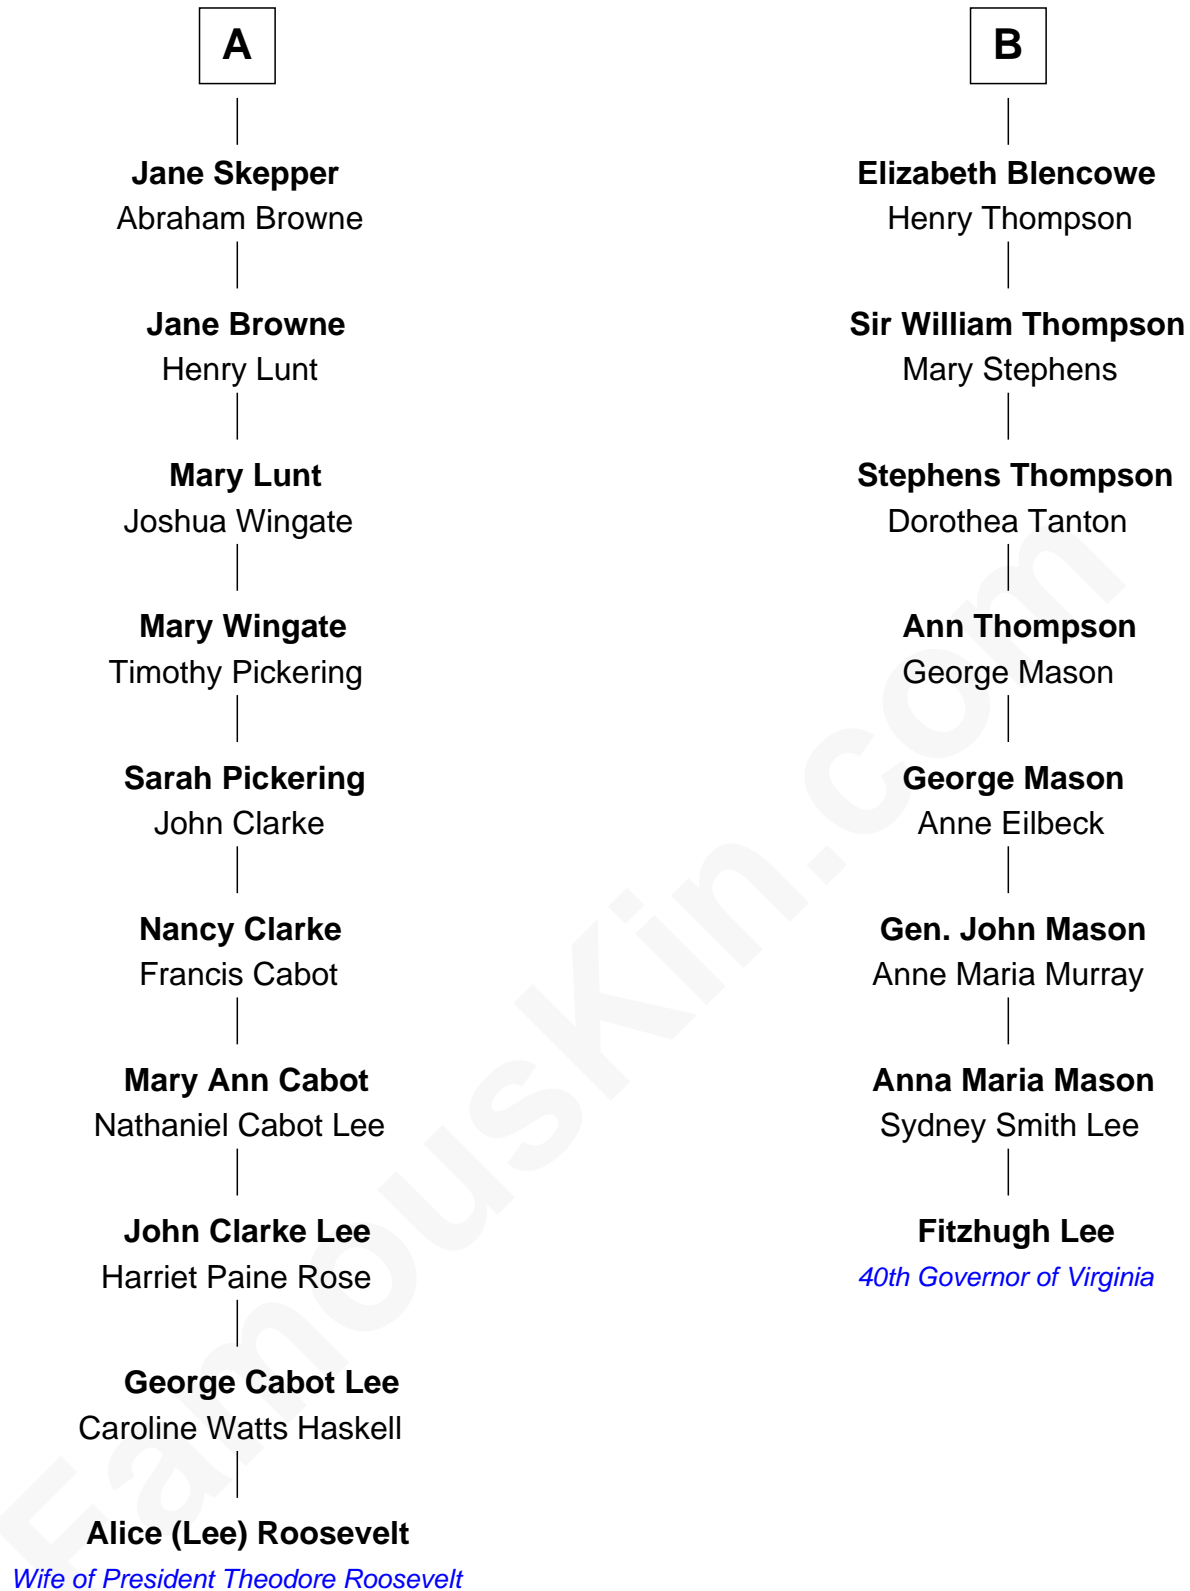 A
Jane Skepper
Abraham Browne
Jane Browne
Henry Lunt
Mary Lunt
Joshua Wingate
Mary Wingate
Timothy Pickering
Sarah Pickering
John Clarke
Nancy Clarke
Francis Cabot
Mary Ann Cabot
Nathaniel Cabot Lee
John Clarke Lee
Harriet Paine Rose
George Cabot Lee
Caroline Watts Haskell
Alice (Lee) Roosevelt
Wife of President Theodore Roosevelt
B
Elizabeth Blencowe
Henry Thompson
Sir William Thompson
Mary Stephens
Stephens Thompson
Dorothea Tanton
Ann Thompson
George Mason
George Mason
Anne Eilbeck
Gen. John Mason
Anne Maria Murray
Anna Maria Mason
Sydney Smith Lee
Fitzhugh Lee
40th Governor of Virginia
FamousKin.com